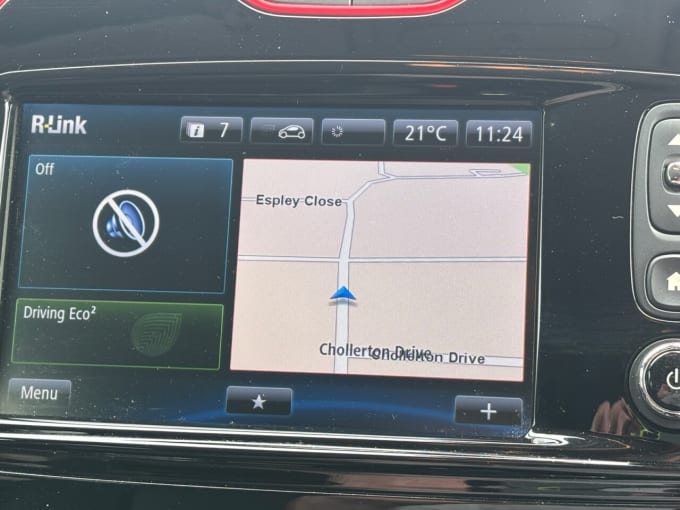 R-Link
i 7
21°C
11:24
Off
Espley Close
Driving Eco²
Chollerton Drive
Chollerton Drive
Menu